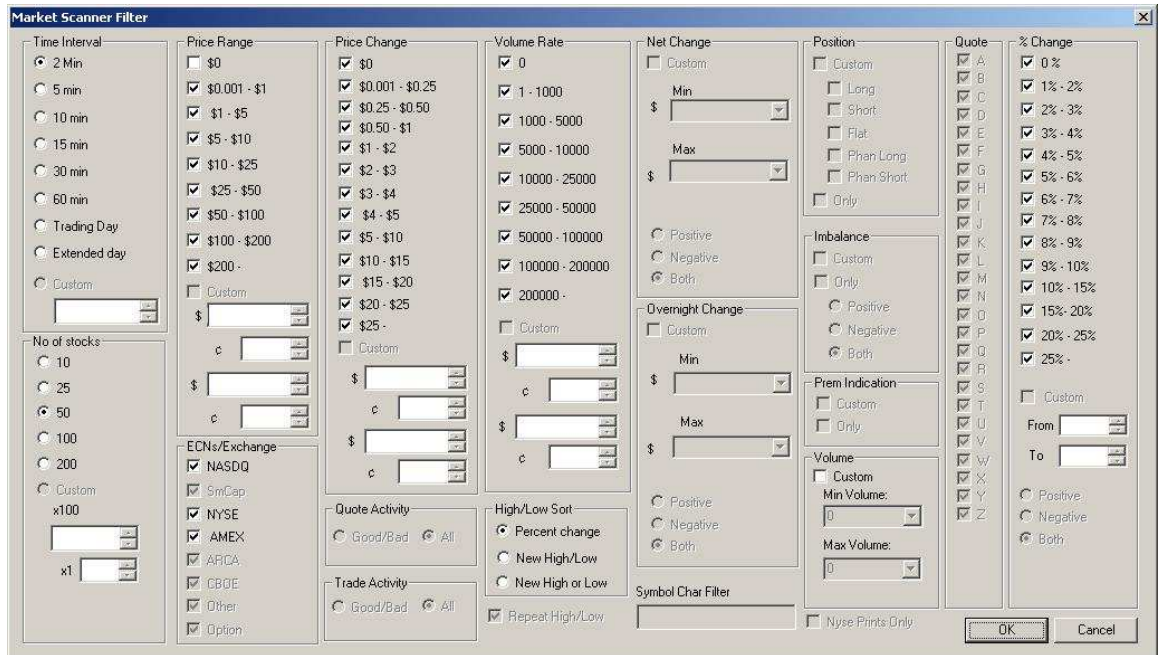 Market Scanner Filter
Time Interval
2 Min
5 min
10 min
15 min
30 min
60 min
Trading Day
Extended day
Custom
No of stocks
10
25
50
100
200
Custom
x100
x1
Price Range
$0
$0.001 - $1
$1 - $5
$5 - $10
$10 - $25
$25 - $50
$50 - $100
$100 - $200
$200 -
Custom
$
¢
$
¢
ECNs/Exchange
NASDQ
SmCap
NYSE
AMEX
ARCA
CBOE
Other
Option
Price Change
$0
$0.001 - $0.25
$0.25 - $0.50
$0.50 - $1
$1 - $2
$2 - $3
$3 - $4
$4 - $5
$5 - $10
$10 - $15
$15 - $20
$20 - $25
$25 -
Custom
$
¢
$
¢
Quote Activity
Good/Bad All
Trade Activity
Good/Bad All
Volume Rate
0
1 - 1000
1000 - 5000
5000 - 10000
10000 - 25000
25000 - 50000
50000 - 100000
100000 - 200000
200000 -
Custom
$
¢
$
¢
High/Low Sort
Percent change
New High/Low
New High or Low
Repeat High/Low
Net Change
Custom
Min
$
Max
$
Positive
Negative
Both
Overnight Change
Custom
Min
$
Max
$
Positive
Negative
Both
Symbol Char Filter
Position
Custom
Long
Short
Flat
Phan Long
Phan Short
Only
Imbalance
Custom
Only
Positive
Negative
Both
Prem Indication
Custom
Only
Volume
Custom
Min Volume:
0
Max Volume:
0
Nyse Prints Only
Quote
A
B
C
D
E
F
G
H
I
J
K
L
M
N
O
P
Q
R
S
T
U
V
W
X
Y
Z
% Change
0 %
1% - 2%
2% - 3%
3% - 4%
4% - 5%
5% - 6%
6% - 7%
7% - 8%
8% - 9%
9% - 10%
10% - 15%
15% - 20%
20% - 25%
25% -
Custom
From
To
Positive
Negative
Both
OK
Cancel